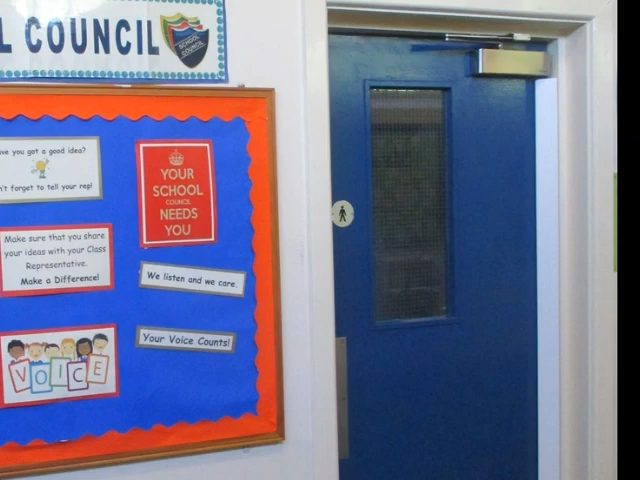 L COUNCIL
SCHOOL
COUNCIL
ave you got a good idea?
n't forget to tell your rep!
YOUR
SCHOOL
COUNCIL
NEEDS
YOU
Make sure that you share
your ideas with your Class
Representative.
Make a Difference!
We listen and we care.
VOICE
Your Voice Counts!